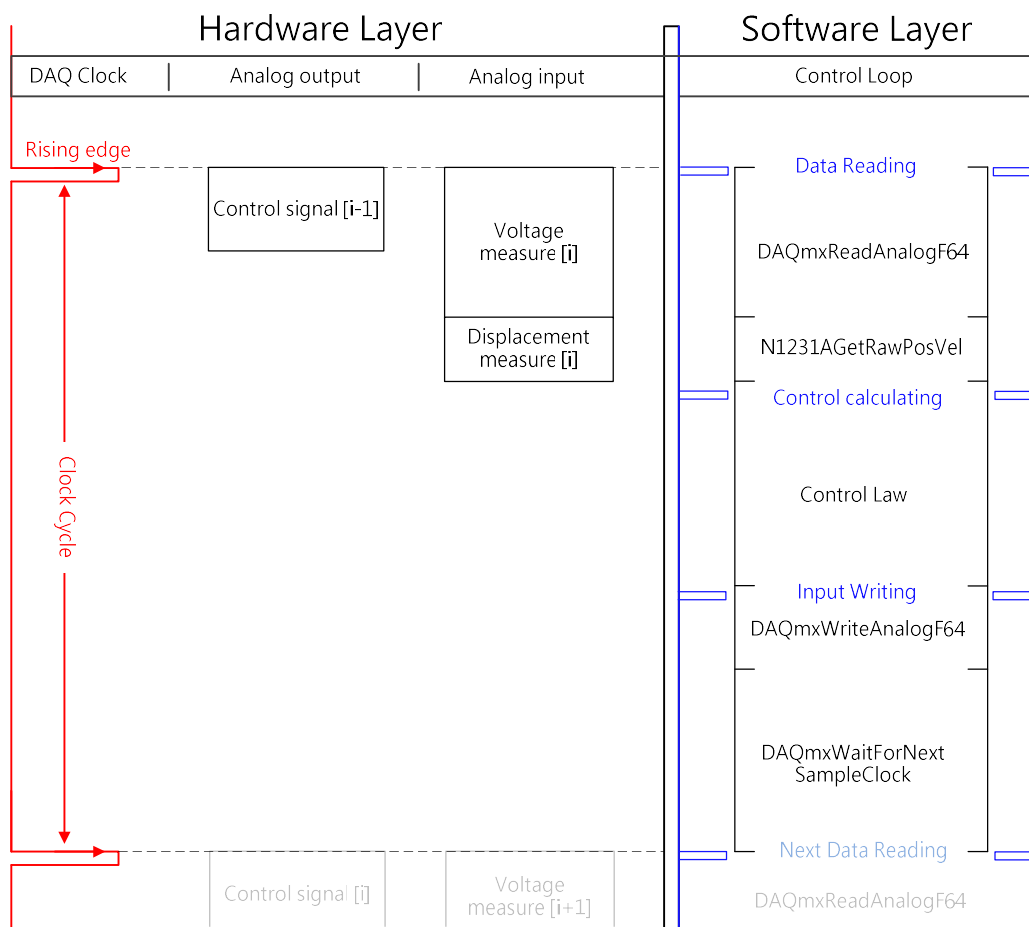 Hardware Layer
Software Layer
DAQ Clock
Analog output
Analog input
Control Loop
Rising edge
Data Reading
Control signal [i-1]
Voltage
measure [i]
DAQmxReadAnalogF64
Displacement
measure [i]
N1231AGetRawPosVel
Control calculating
Clock Cycle
Control Law
Input Writing
DAQmxWriteAnalogF64
DAQmxWaitForNext
SampleClock
Next Data Reading
Control signal [i]
Voltage
measure [i+1]
DAQmxReadAnalogF64